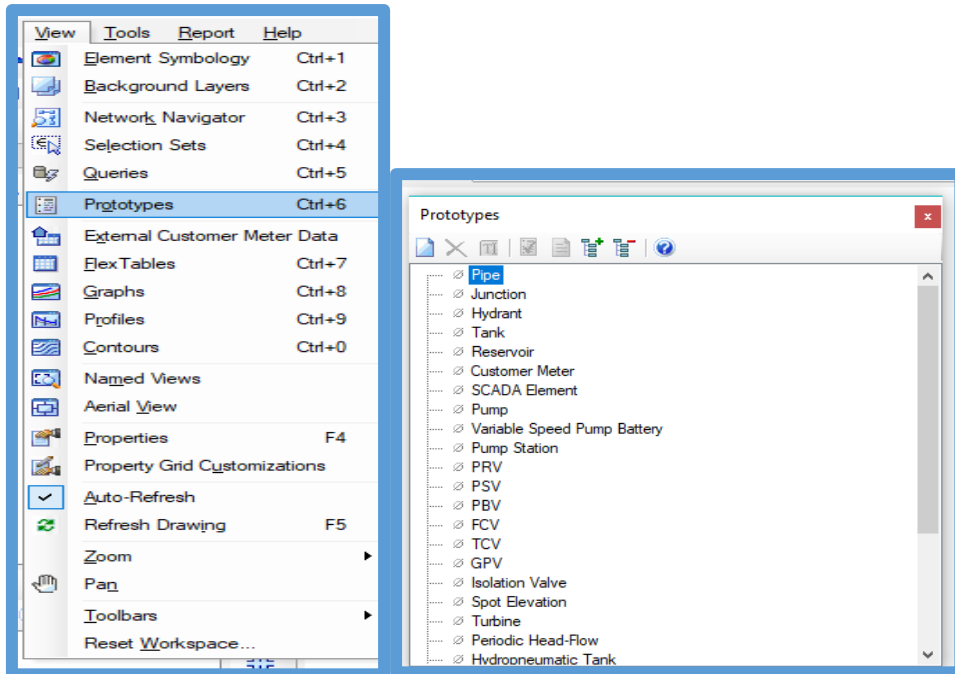 View Tools Report Help
Element Symbology Ctrl+1
Background Layers Ctrl+2
Network Navigator Ctrl+3
Selection Sets Ctrl+4
Queries Ctrl+5
Prototypes Ctrl+6
External Customer Meter Data
FlexTables Ctrl+7
Graphs Ctrl+8
Profiles Ctrl+9
Contours Ctrl+0
Named Views
Aerial View
Properties F4
Property Grid Customizations
Auto-Refresh
Refresh Drawing F5
Zoom
Pan
Toolbars
Reset Workspace...
Prototypes
Pipe
Junction
Hydrant
Tank
Reservoir
Customer Meter
SCADA Element
Pump
Variable Speed Pump Battery
Pump Station
PRV
PSV
PBV
FCV
TCV
GPV
Isolation Valve
Spot Elevation
Turbine
Periodic Head-Flow
Hydropneumatic Tank